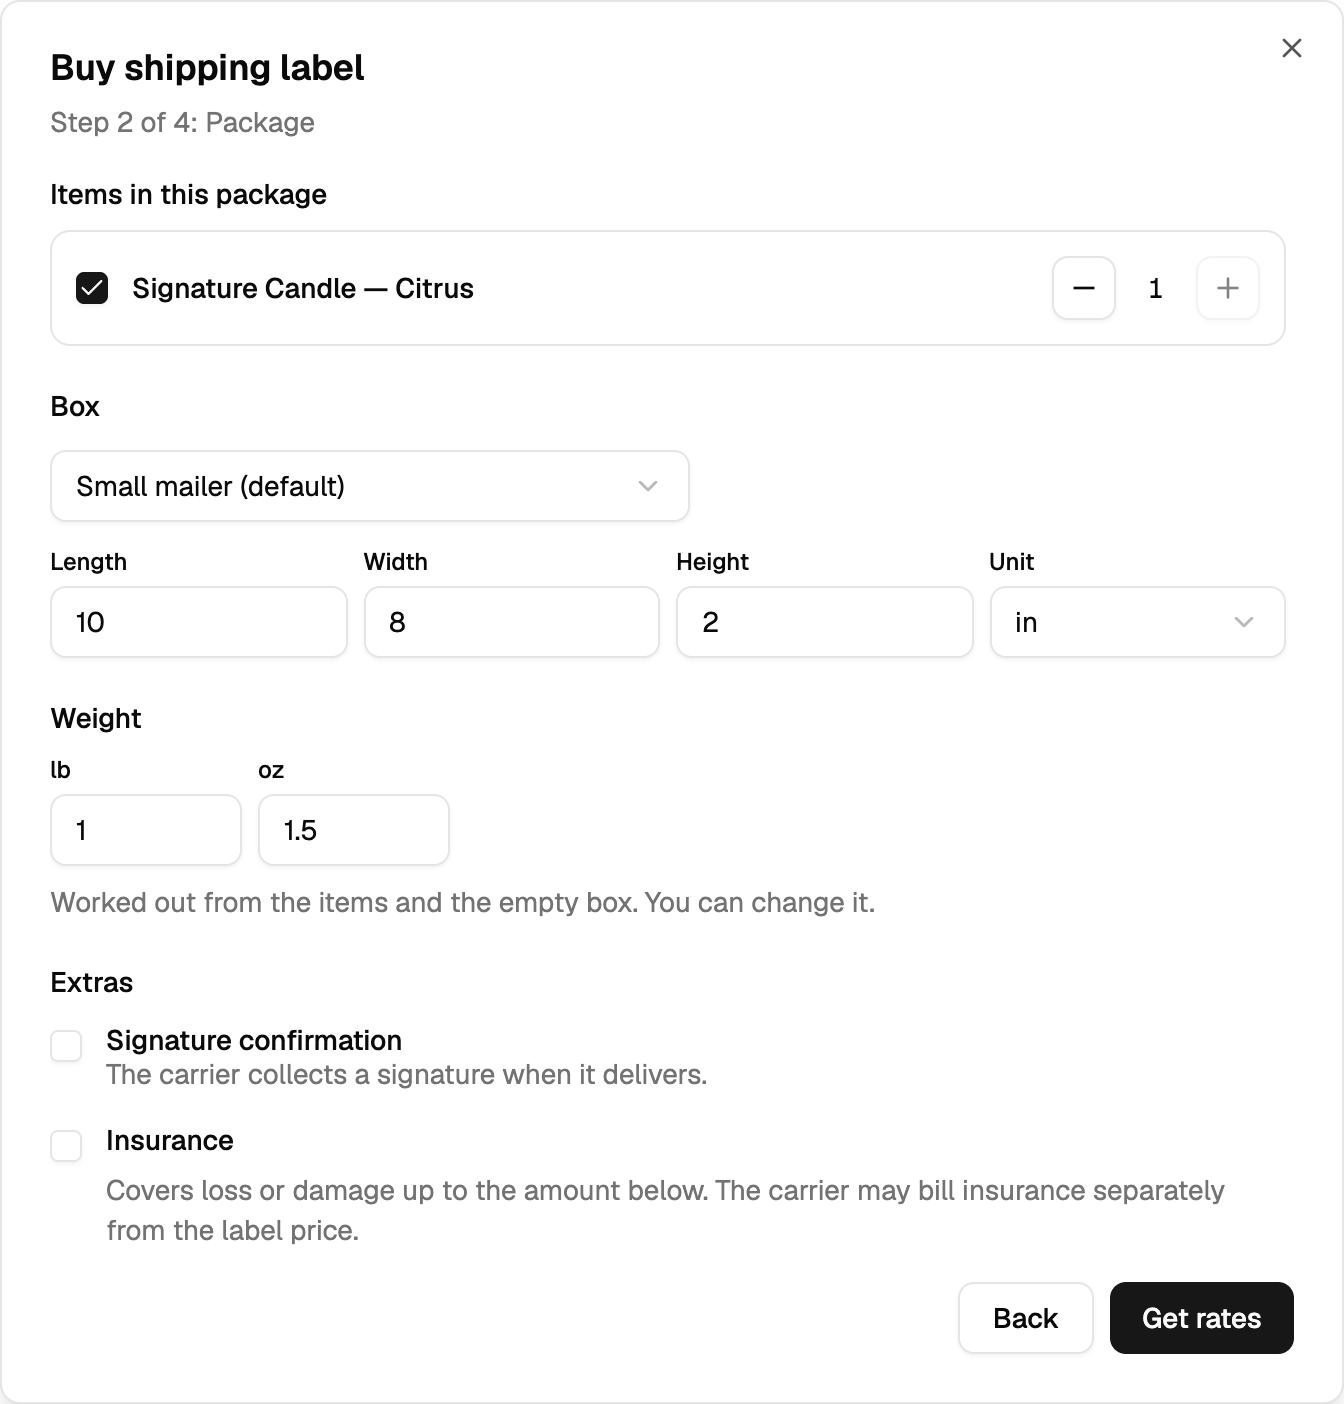 Buy shipping label
Step 2 of 4: Package
Items in this package
Signature Candle — Citrus
1
Box
Small mailer (default)
Length Width Height Unit
10 8 2 in
Weight
lb oz
1 1.5
Worked out from the items and the empty box. You can change it.
Extras
Signature confirmation
The carrier collects a signature when it delivers.
Insurance
Covers loss or damage up to the amount below. The carrier may bill insurance separately
from the label price.
Back Get rates